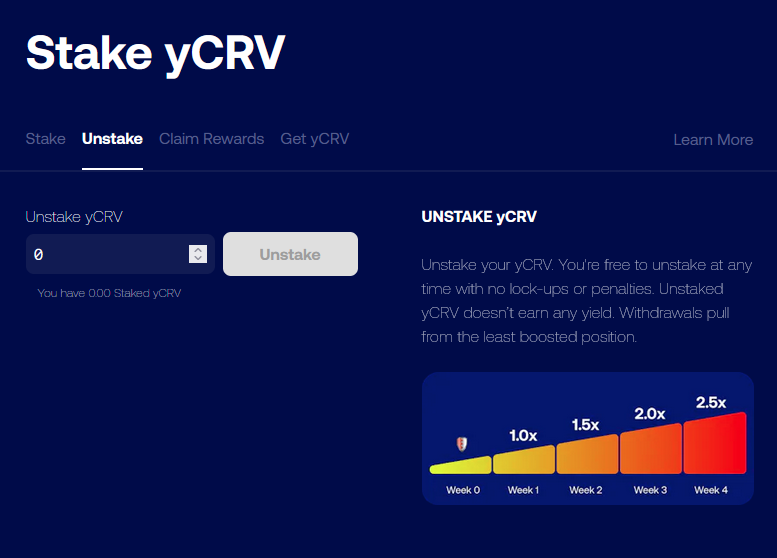 Stake yCRV
Stake Unstake Claim Rewards Get yCRV Learn More
Unstake yCRV
0 Unstake
You have 0.00 Staked yCRV
UNSTAKE yCRV
Unstake your yCRV. You're free to unstake at any
time with no lock-ups or penalties. Unstaked
yCRV doesn't earn any yield. Withdrawals pull
from the least boosted position.
1.0x 1.5x 2.0x 2.5x
Week 0 Week 1 Week 2 Week 3 Week 4